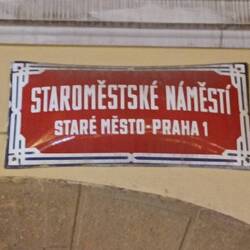 STAROMĚSTSKÉ NÁMĚSTÍ
STARÉ MĚSTO-PRAHA 1